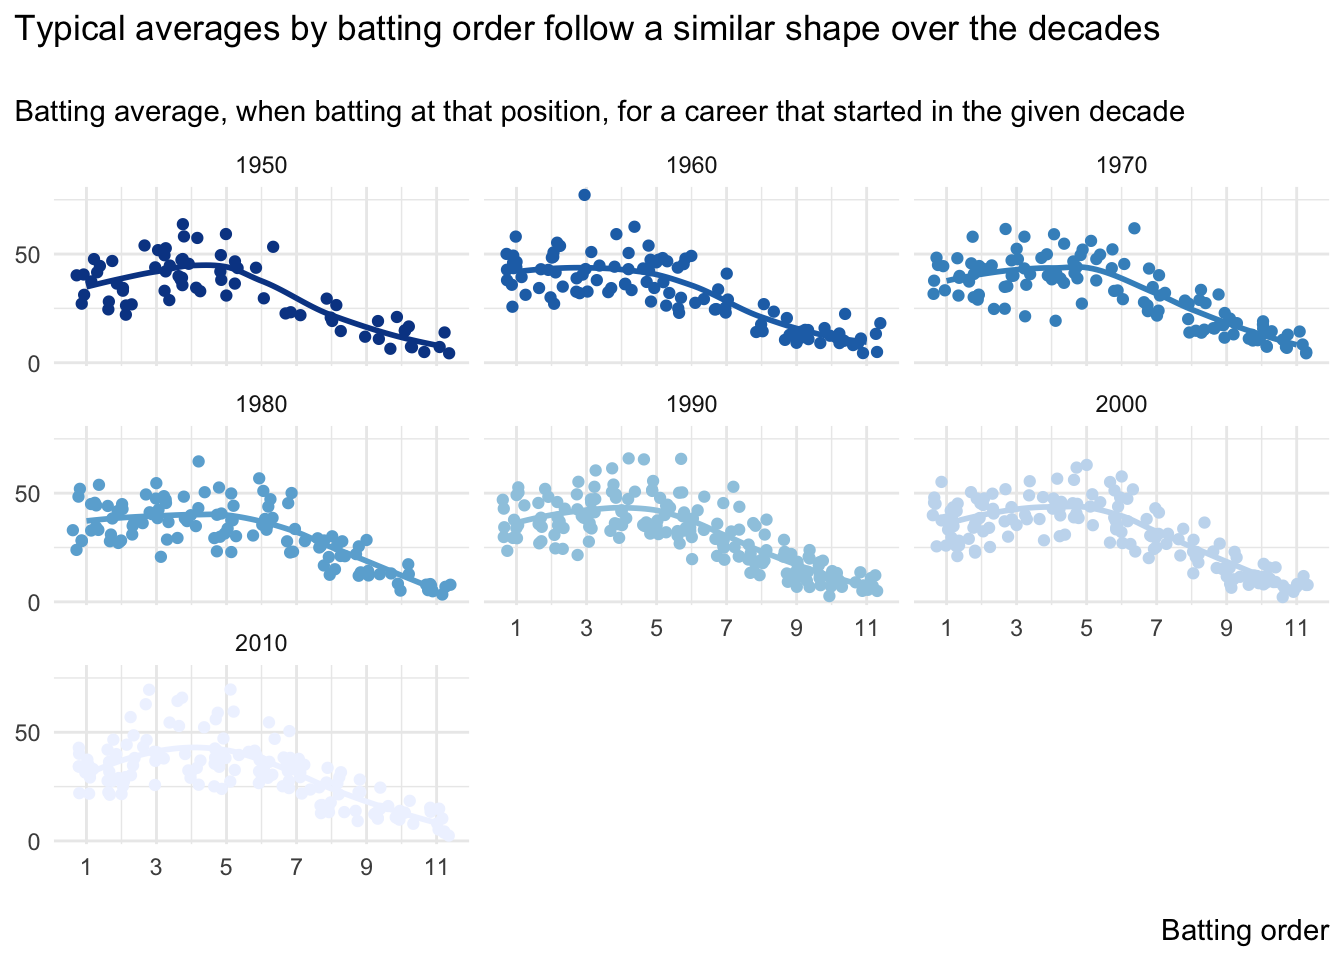 Typical averages by batting order follow a similar shape over the decades
Batting average, when batting at that position, for a career that started in the given decade
1950 1960 1970
50
0
1980 1990 2000
50
0
1 3 5 7 9 11 1 3 5 7 9 11
2010
50
0
1 3 5 7 9 11
Batting order